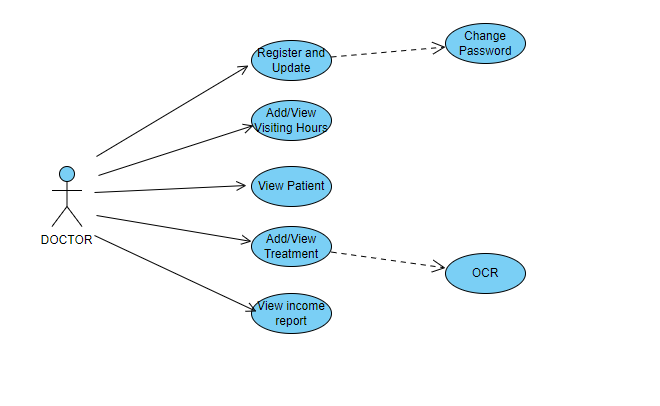 Register and
Update
Change
Password
Add/View
Visiting Hours
View Patient
DOCTOR
Add/View
Treatment
OCR
View income
report